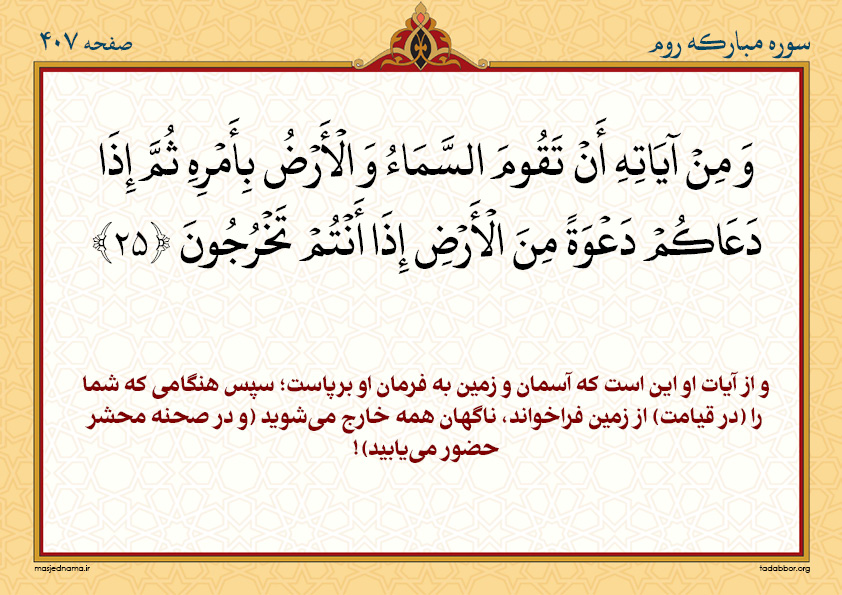 سوره مبارکه روم
صفحه ۴۰۷
وَ مِنْ آيَاتِهِ أَنْ تَقُومَ السَّمَاءُ وَ الْأَرْضُ بِأَمْرِهِ ثُمَّ إِذَا
دَعَاكُمْ دَعْوَةً مِنَ الْأَرْضِ إِذَا أَنْتُمْ تَخْرُجُونَ ﴿۲۵﴾
و از آیات او این است که آسمان و زمین به فرمان او برپاست؛ سپس هنگامی که شما
را (در قیامت) از زمین فراخواند، ناگهان همه خارج می‌شوید (و در صحنه محشر
حضور می‌یابید)!
masjednama.ir
tadabbor.org